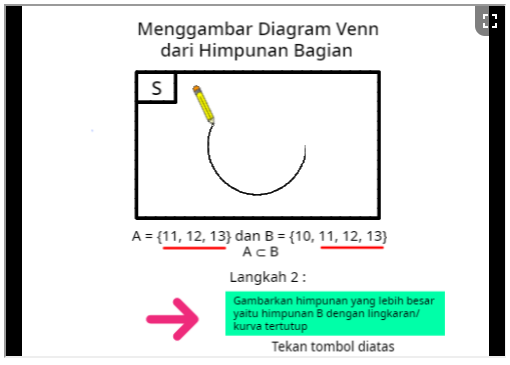 Menggambar Diagram Venn
dari Himpunan Bagian
S
A = {11, 12, 13} dan B = {10, 11, 12, 13}
A ⊂ B
Langkah 2 :
Gambarkan himpunan yang lebih besar
yaitu himpunan B dengan lingkaran/
kurva tertutup
Tekan tombol diatas